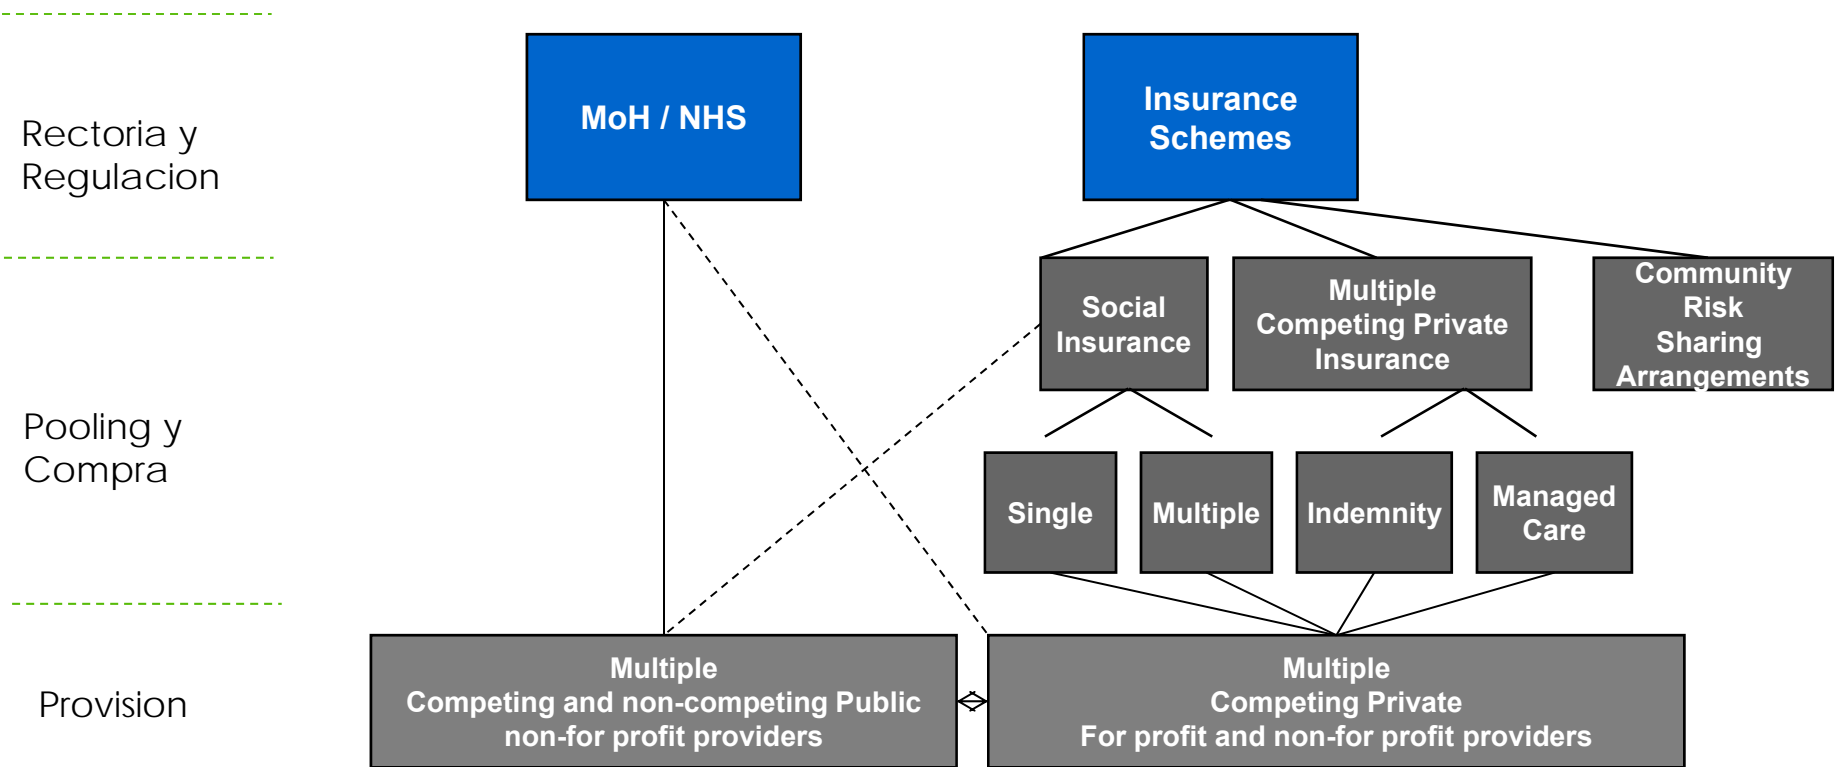 Rectoria y
Regulacion
MoH / NHS
Insurance
Schemes
Pooling y
Compra
Social
Insurance
Multiple
Competing Private
Insurance
Community
Risk
Sharing
Arrangements
Single
Multiple
Indemnity
Managed
Care
Provision
Multiple
Competing and non-competing Public
non-for profit providers
Multiple
Competing Private
For profit and non-for profit providers